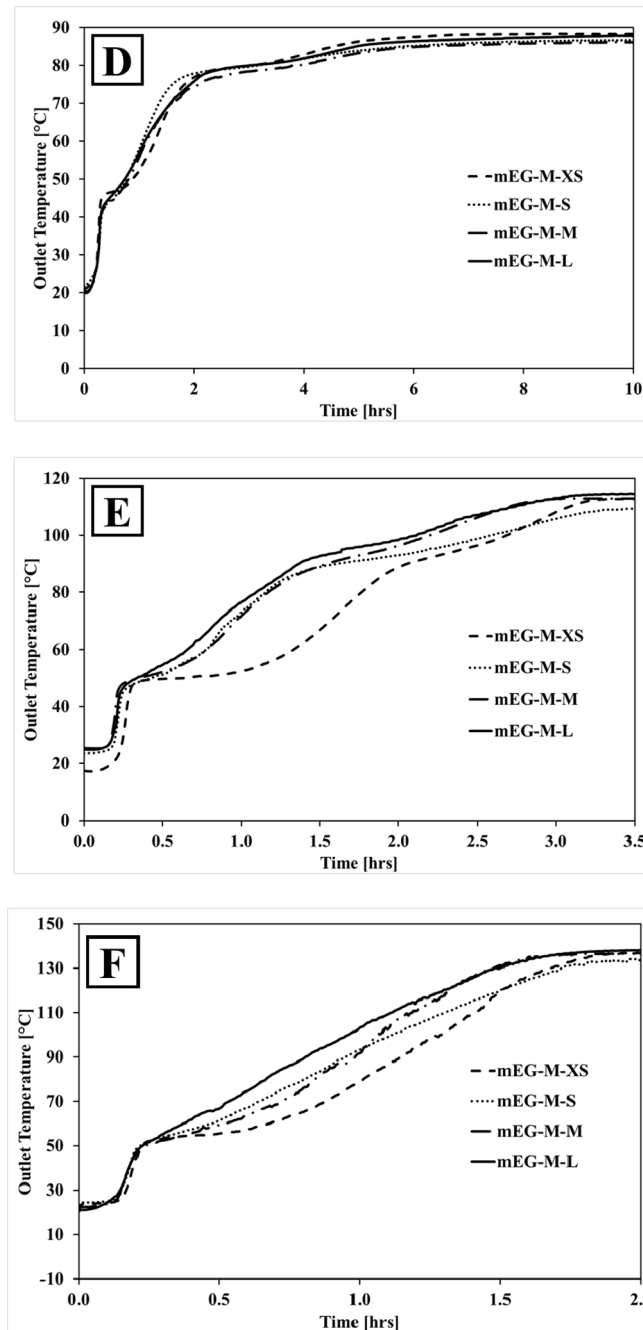 D
90
80
70
60
50
40
30
20
10
0
Outlet Temperature [°C]
mEG-M-XS
mEG-M-S
mEG-M-M
mEG-M-L
0 2 4 6 8 10
Time [hrs]
E
120
100
80
60
40
20
0
Outlet Temperature [°C]
mEG-M-XS
mEG-M-S
mEG-M-M
mEG-M-L
0.0 0.5 1.0 1.5 2.0 2.5 3.0 3.5
Time [hrs]
F
150
130
110
90
70
50
30
10
-10
Outlet Temperature [°C]
mEG-M-XS
mEG-M-S
mEG-M-M
mEG-M-L
0.0 0.5 1.0 1.5 2.
Time [hrs]